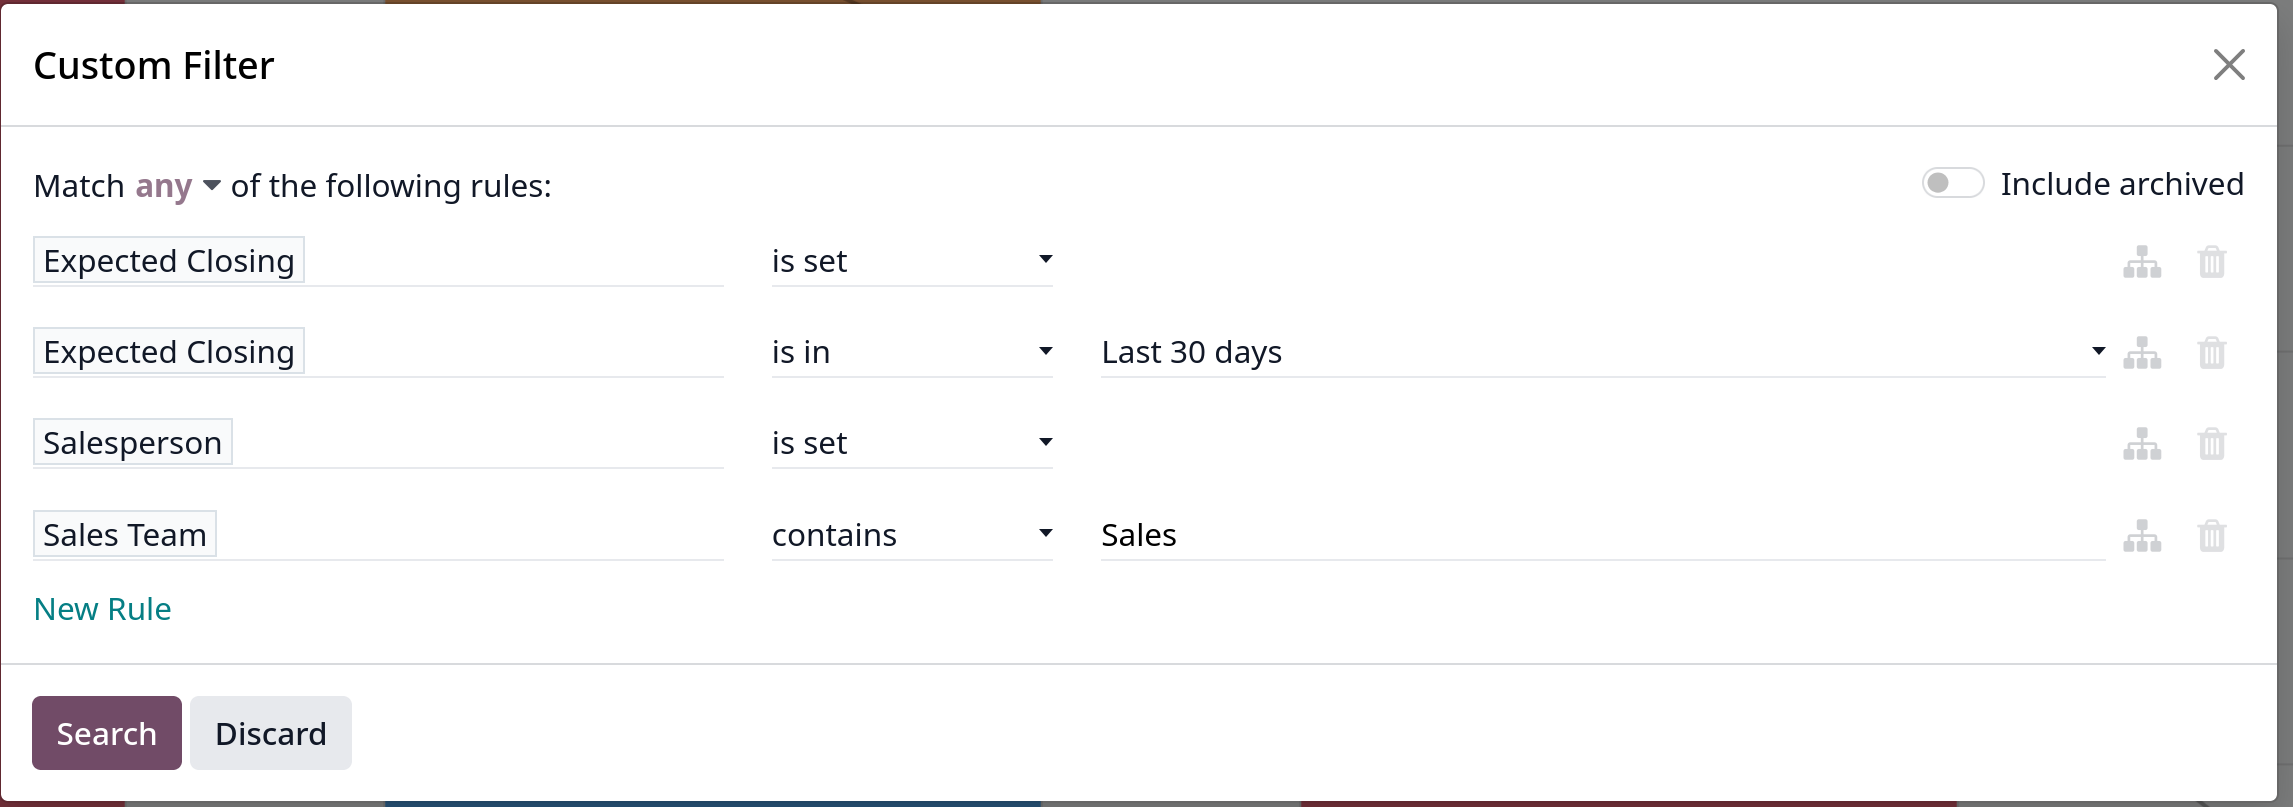 Custom Filter
Match any of the following rules:
Include archived
Expected Closing is set
Expected Closing is in Last 30 days
Salesperson is set
Sales Team contains Sales
New Rule
Search Discard